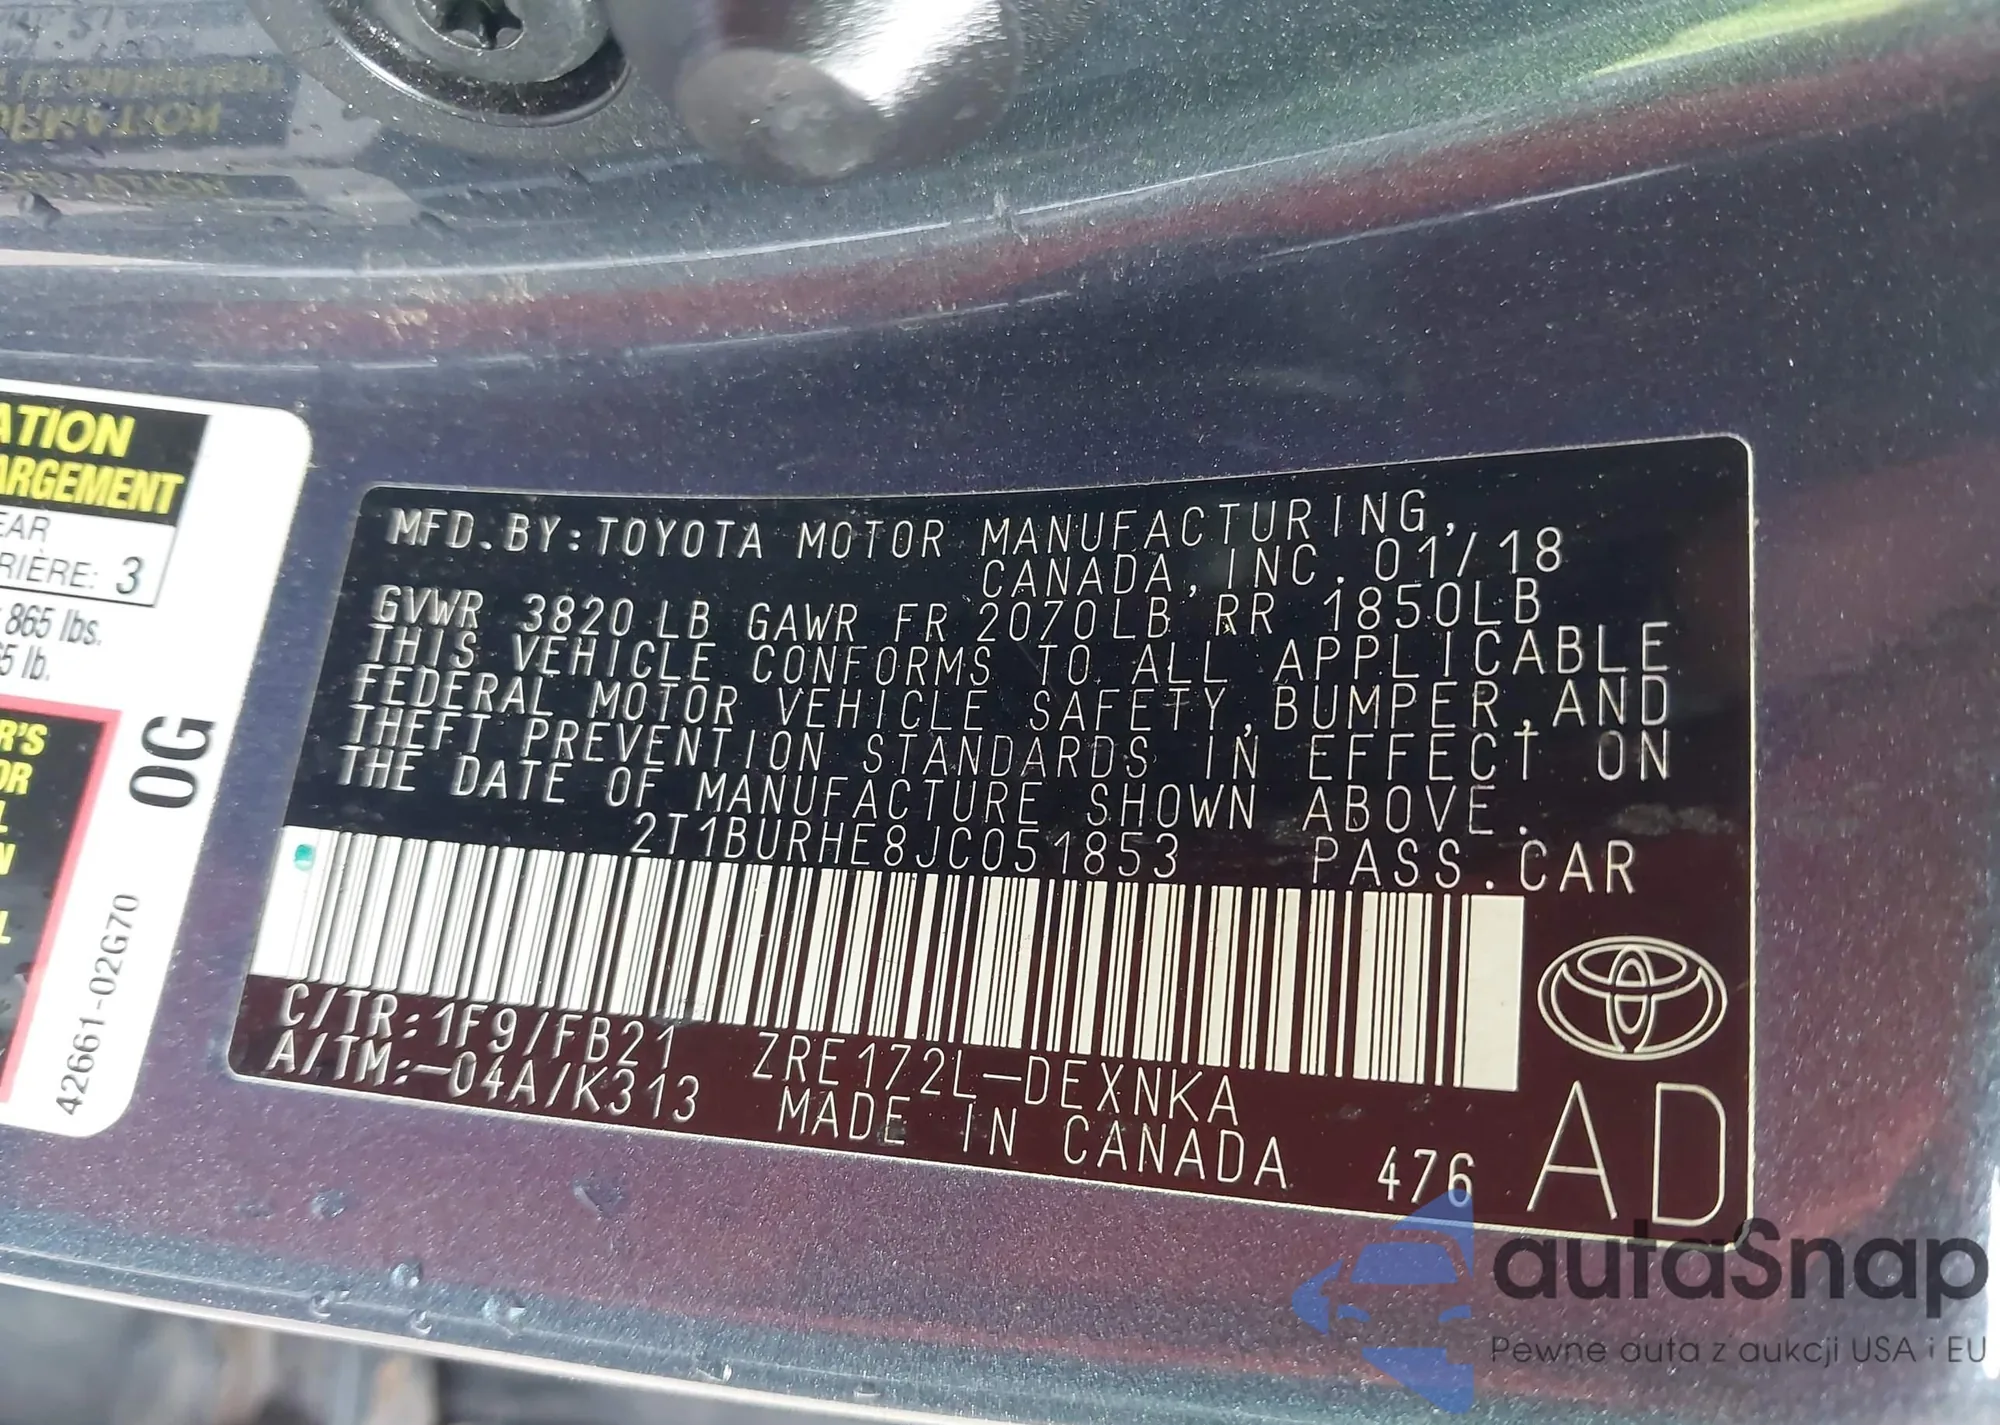 ATION
ARGEMENT
EAR
RIÈRE: 3
865 lbs.
5 lb.
R'S
OR
L
N
L
0G
42661-02G70
MFD.BY:TOYOTA MOTOR MANUFACTURING,
CANADA,INC. 01/18
GVWR 3820LB GAWR FR 2070LB RR 1850LB
THIS VEHICLE CONFORMS TO ALL APPLICABLE
FEDERAL MOTOR VEHICLE SAFETY,BUMPER,AND
THEFT PREVENTION STANDARDS IN EFFECT ON
THE DATE OF MANUFACTURE SHOWN ABOVE.
2T1BURHE8JC051853 PASS.CAR
C/TR:1F9/FB21 ZRE172L-DEXNKA
A/TM:-04A/K313 MADE IN CANADA 476 AD
autaSnap
Pewne auta z aukcji USA i EU